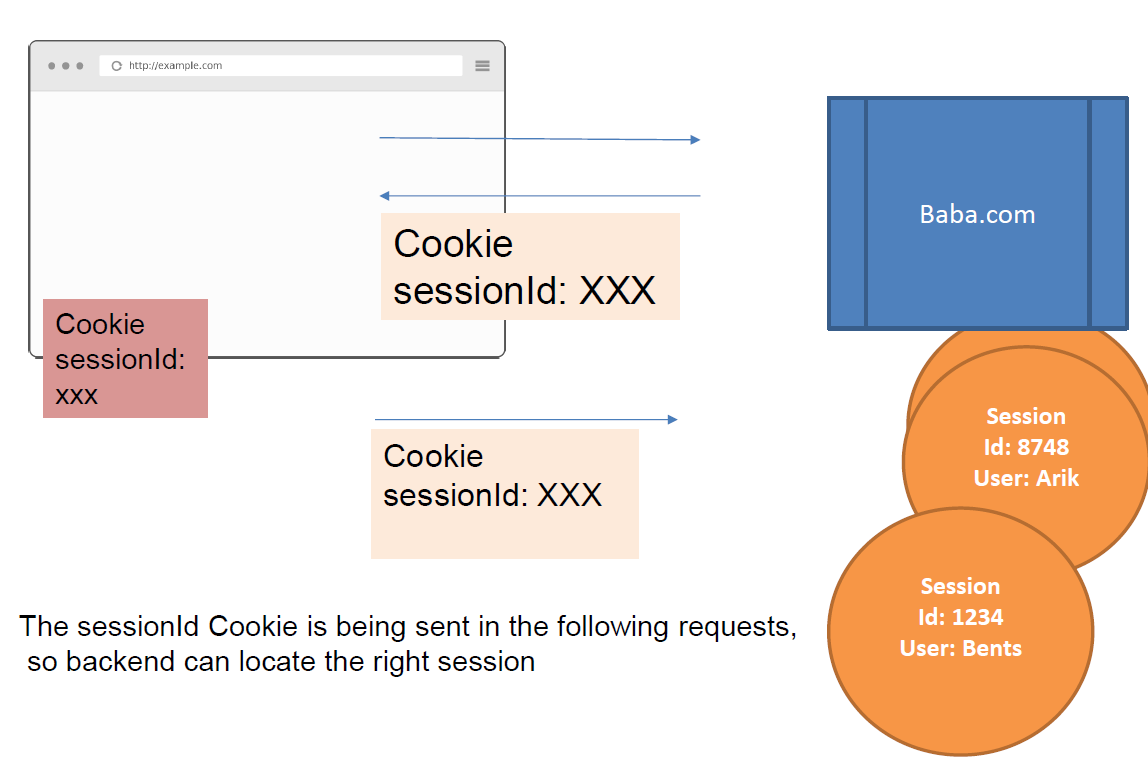 http://example.com
Baba.com
Cookie
sessionId: XXX
Cookie
sessionId:
xxx
Cookie
sessionId: XXX
Session
Id: 8748
User: Arik
Session
Id: 1234
User: Bents
The sessionId Cookie is being sent in the following requests,
so backend can locate the right session